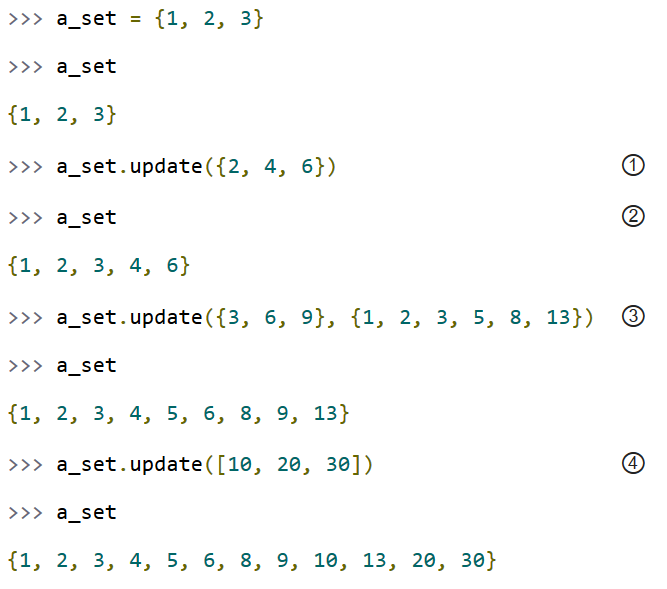 >>> a_set = {1, 2, 3}
>>> a_set
{1, 2, 3}
>>> a_set.update({2, 4, 6}) ①
>>> a_set ②
{1, 2, 3, 4, 6}
>>> a_set.update({3, 6, 9}, {1, 2, 3, 5, 8, 13}) ③
>>> a_set
{1, 2, 3, 4, 5, 6, 8, 9, 13}
>>> a_set.update([10, 20, 30]) ④
>>> a_set
{1, 2, 3, 4, 5, 6, 8, 9, 10, 13, 20, 30}